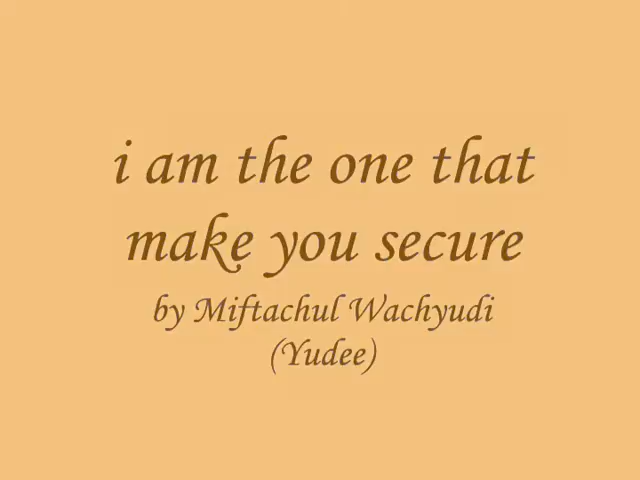 i am the one that
make you secure
by Miftachul Wachyudi
(Yudee)